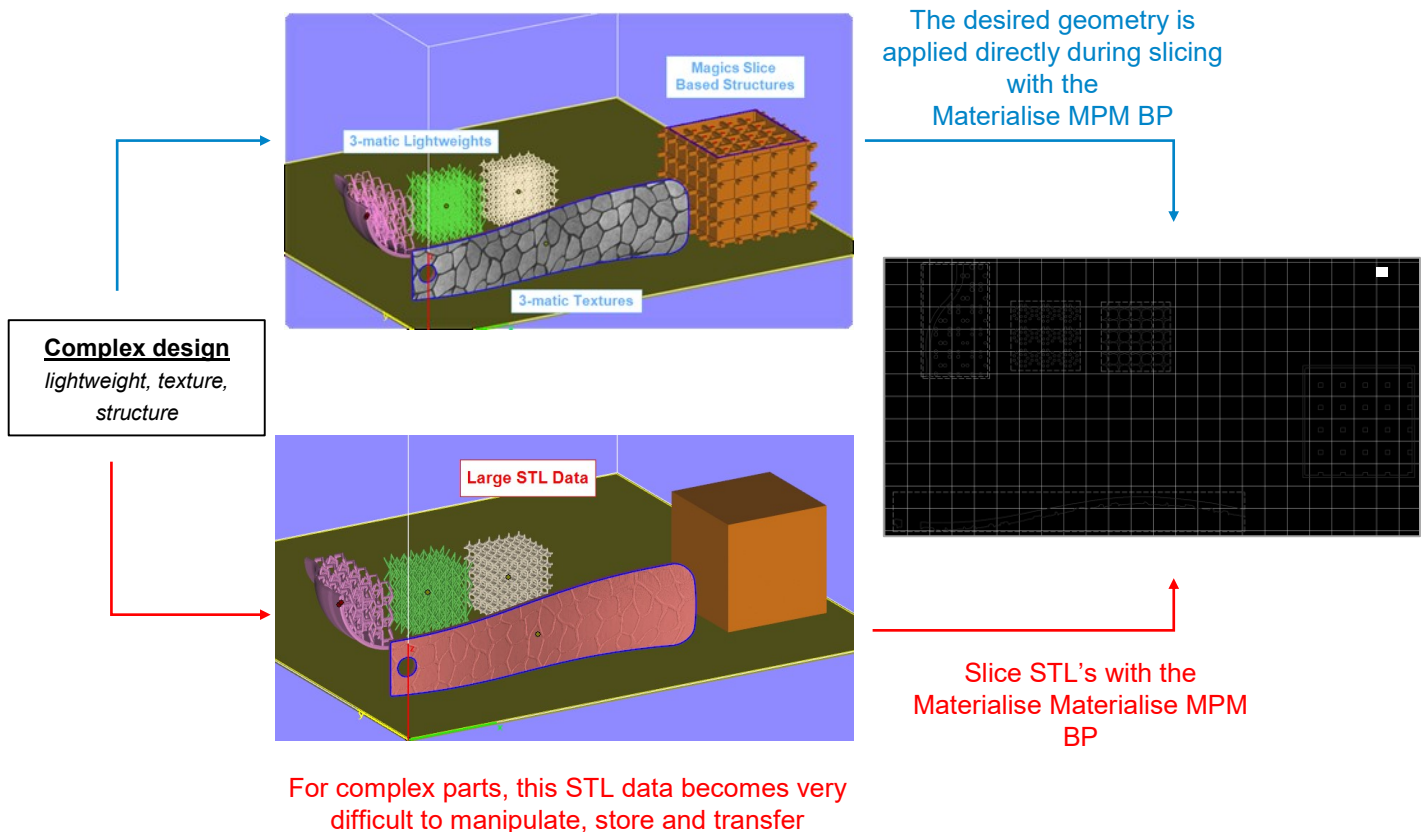 The desired geometry is
applied directly during slicing
with the
Materialise MPM BP
Magics Slice
Based Structures
3-matic Lightweights
3-matic Textures
y
z
Complex design
lightweight, texture,
structure
Large STL Data
y
z
Slice STL’s with the
Materialise Materialise MPM
BP
For complex parts, this STL data becomes very
difficult to manipulate, store and transfer